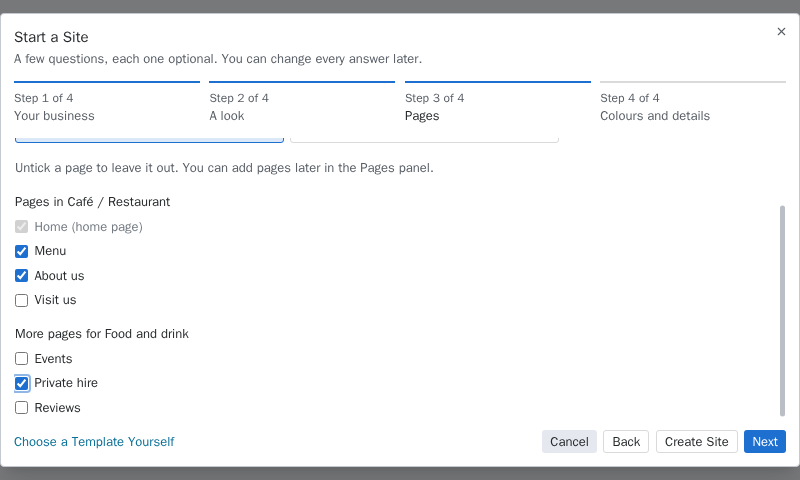 Start a Site
×
A few questions, each one optional. You can change every answer later.
Step 1 of 4
Your business
Step 2 of 4
A look
Step 3 of 4
Pages
Step 4 of 4
Colours and details
Untick a page to leave it out. You can add pages later in the Pages panel.
Pages in Café / Restaurant
Home (home page)
Menu
About us
Visit us
More pages for Food and drink
Events
Private hire
Reviews
Choose a Template Yourself
Cancel
Back
Create Site
Next